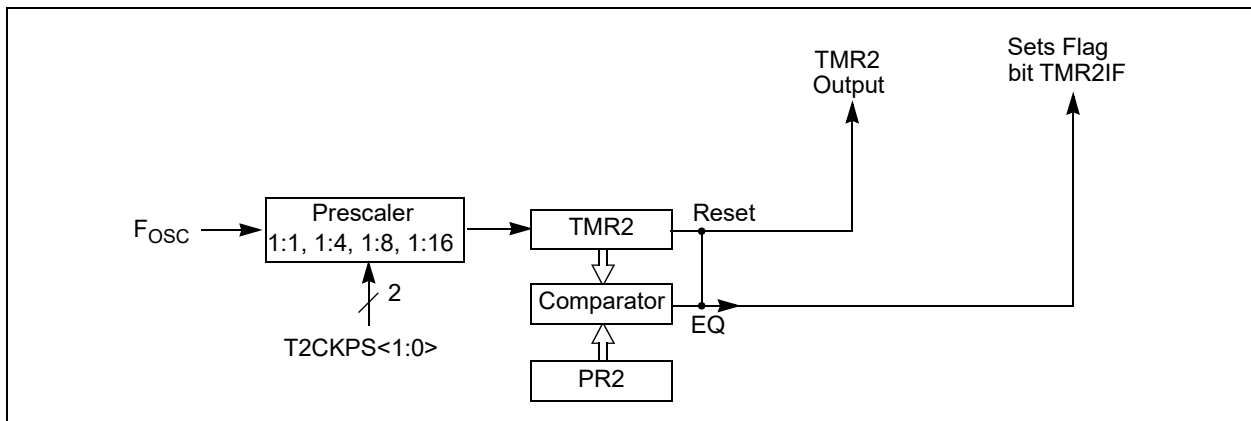 TMR2
Output
Sets Flag
bit TMR2IF
FOSC
Prescaler
1:1, 1:4, 1:8, 1:16
TMR2
Reset
2
Comparator
EQ
T2CKPS<1:0>
PR2